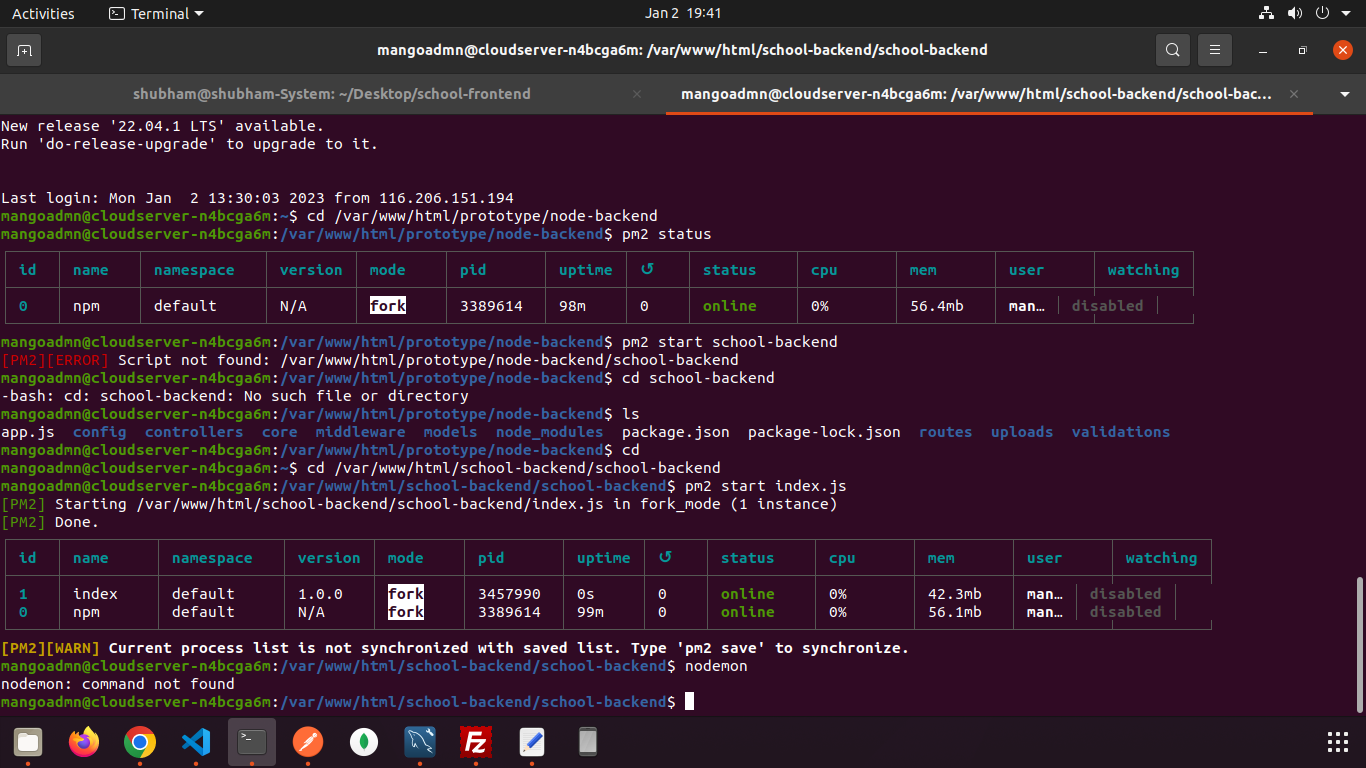 Activities Terminal Jan 2 19:41
mangoadmn@cloudserver-n4bcga6m: /var/www/html/school-backend/school-backend
shubham@shubham-System: ~/Desktop/school-frontend mangoadmn@cloudserver-n4bcga6m: /var/www/html/school-backend/school-bac...
New release '22.04.1 LTS' available.
Run 'do-release-upgrade' to upgrade to it.
Last login: Mon Jan  2 13:30:03 2023 from 116.206.151.194
mangoadmn@cloudserver-n4bcga6m:~$ cd /var/www/html/prototype/node-backend
mangoadmn@cloudserver-n4bcga6m:/var/www/html/prototype/node-backend$ pm2 status
id name namespace version mode pid uptime ↺ status cpu mem user watching
0 npm default N/A fork 3389614 98m 0 online 0% 56.4mb man… disabled
mangoadmn@cloudserver-n4bcga6m:/var/www/html/prototype/node-backend$ pm2 start school-backend
[PM2][ERROR] Script not found: /var/www/html/prototype/node-backend/school-backend
mangoadmn@cloudserver-n4bcga6m:/var/www/html/prototype/node-backend$ cd school-backend
-bash: cd: school-backend: No such file or directory
mangoadmn@cloudserver-n4bcga6m:/var/www/html/prototype/node-backend$ ls
app.js  config  controllers  core  middleware  models  node_modules  package.json  package-lock.json  routes  uploads  validations
mangoadmn@cloudserver-n4bcga6m:/var/www/html/prototype/node-backend$ cd
mangoadmn@cloudserver-n4bcga6m:~$ cd /var/www/html/school-backend/school-backend
mangoadmn@cloudserver-n4bcga6m:/var/www/html/school-backend/school-backend$ pm2 start index.js
[PM2] Starting /var/www/html/school-backend/school-backend/index.js in fork_mode (1 instance)
[PM2] Done.
id name namespace version mode pid uptime ↺ status cpu mem user watching
1 index default 1.0.0 fork 3457990 0s 0 online 0% 42.3mb man… disabled
0 npm default N/A fork 3389614 99m 0 online 0% 56.1mb man… disabled
[PM2][WARN] Current process list is not synchronized with saved list. Type 'pm2 save' to synchronize.
mangoadmn@cloudserver-n4bcga6m:/var/www/html/school-backend/school-backend$ nodemon
nodemon: command not found
mangoadmn@cloudserver-n4bcga6m:/var/www/html/school-backend/school-backend$